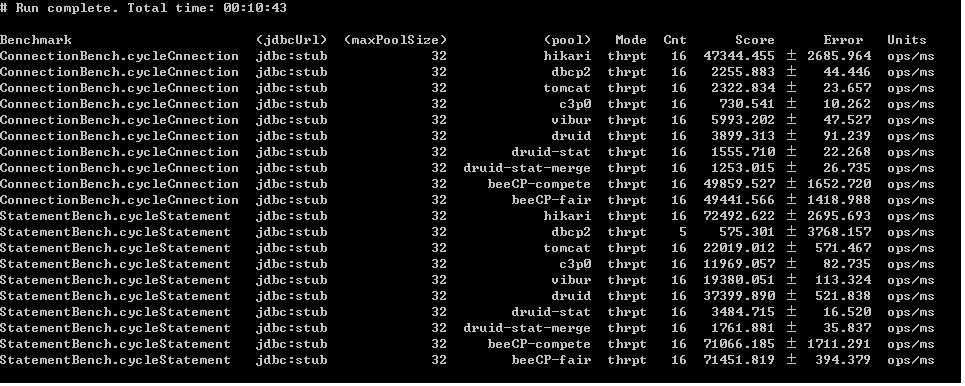 # Run complete. Total time: 00:10:43
Benchmark (jdbcUrl) (maxPoolSize) (pool) Mode Cnt Score Error Units
ConnectionBench.cycleCnnection jdbc:stub 32 hikari thrpt 16 47344.455 ± 2685.964 ops/ms
ConnectionBench.cycleCnnection jdbc:stub 32 dbcp2 thrpt 16 2255.883 ± 44.446 ops/ms
ConnectionBench.cycleCnnection jdbc:stub 32 tomcat thrpt 16 2322.834 ± 23.657 ops/ms
ConnectionBench.cycleCnnection jdbc:stub 32 c3p0 thrpt 16 730.541 ± 10.262 ops/ms
ConnectionBench.cycleCnnection jdbc:stub 32 vibur thrpt 16 5993.202 ± 47.527 ops/ms
ConnectionBench.cycleCnnection jdbc:stub 32 druid thrpt 16 3899.313 ± 91.239 ops/ms
ConnectionBench.cycleCnnection jdbc:stub 32 druid-stat thrpt 16 1555.710 ± 22.268 ops/ms
ConnectionBench.cycleCnnection jdbc:stub 32 druid-stat-merge thrpt 16 1253.015 ± 26.735 ops/ms
ConnectionBench.cycleCnnection jdbc:stub 32 beeCP-compete thrpt 16 49859.527 ± 1652.720 ops/ms
ConnectionBench.cycleCnnection jdbc:stub 32 beeCP-fair thrpt 16 49441.566 ± 1418.988 ops/ms
StatementBench.cycleStatement jdbc:stub 32 hikari thrpt 16 72492.622 ± 2695.693 ops/ms
StatementBench.cycleStatement jdbc:stub 32 dbcp2 thrpt 5 575.301 ± 3768.157 ops/ms
StatementBench.cycleStatement jdbc:stub 32 tomcat thrpt 16 22019.012 ± 571.467 ops/ms
StatementBench.cycleStatement jdbc:stub 32 c3p0 thrpt 16 11969.057 ± 82.735 ops/ms
StatementBench.cycleStatement jdbc:stub 32 vibur thrpt 16 19380.051 ± 113.324 ops/ms
StatementBench.cycleStatement jdbc:stub 32 druid thrpt 16 37399.890 ± 521.838 ops/ms
StatementBench.cycleStatement jdbc:stub 32 druid-stat thrpt 16 3484.715 ± 16.520 ops/ms
StatementBench.cycleStatement jdbc:stub 32 druid-stat-merge thrpt 16 1761.881 ± 35.837 ops/ms
StatementBench.cycleStatement jdbc:stub 32 beeCP-compete thrpt 16 71066.185 ± 1711.291 ops/ms
StatementBench.cycleStatement jdbc:stub 32 beeCP-fair thrpt 16 71451.819 ± 394.379 ops/ms